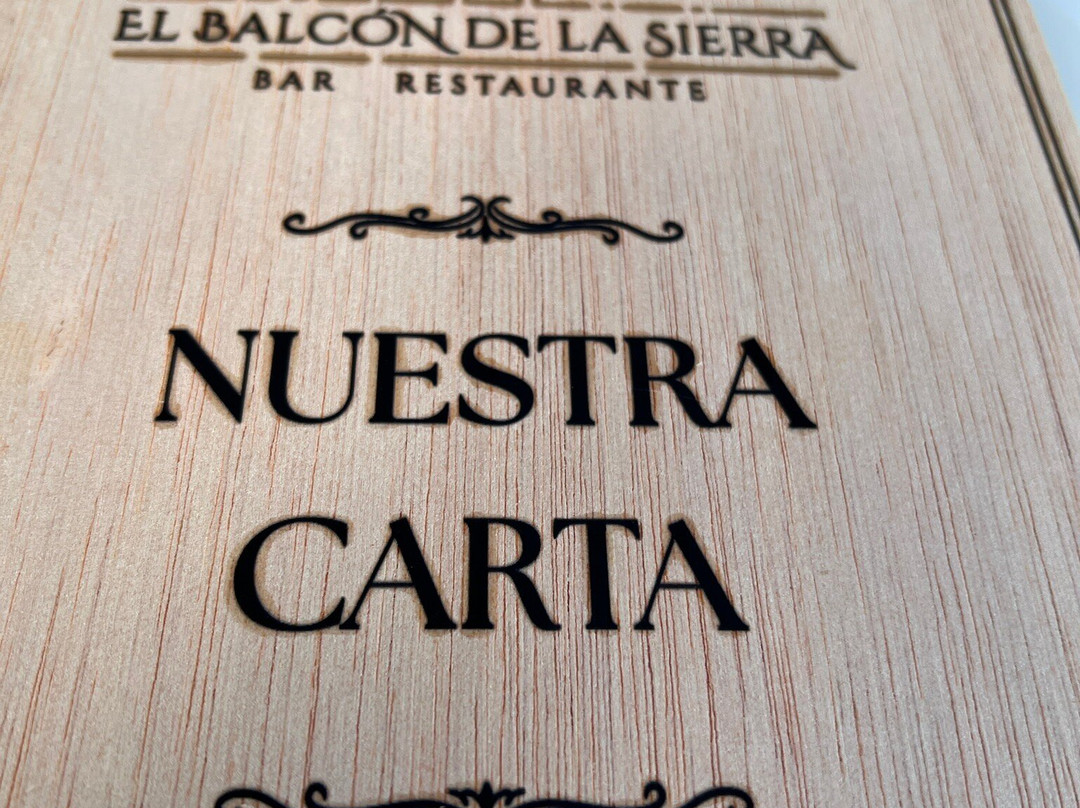 EL BALCÓN DE LA SIERRA
BAR RESTAURANTE
NUESTRA
CARTA